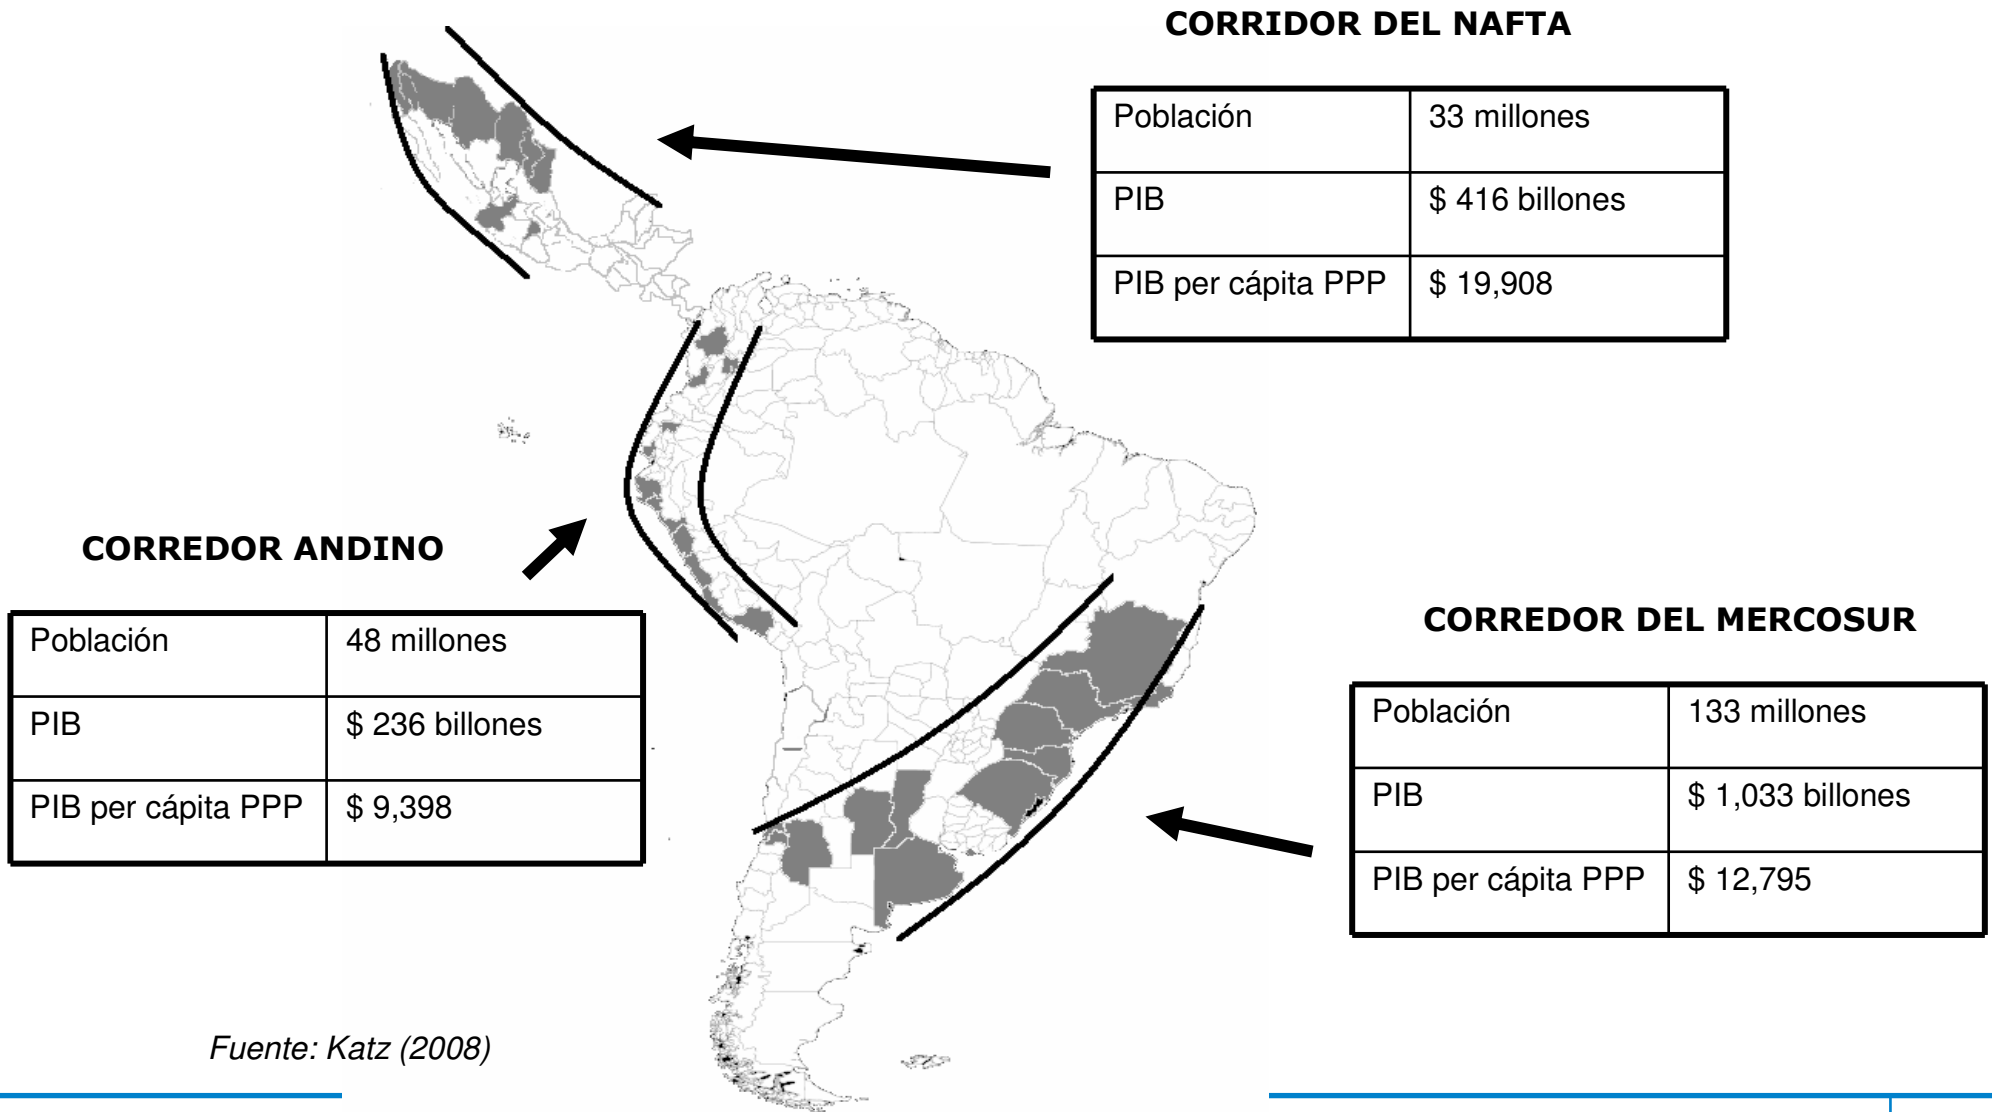 CORRIDOR DEL NAFTA
Población 33 millones
PIB $ 416 billones
PIB per cápita PPP $ 19,908
CORREDOR ANDINO
Población 48 millones
PIB $ 236 billones
PIB per cápita PPP $ 9,398
CORREDOR DEL MERCOSUR
Población 133 millones
PIB $ 1,033 billones
PIB per cápita PPP $ 12,795
Fuente: Katz (2008)